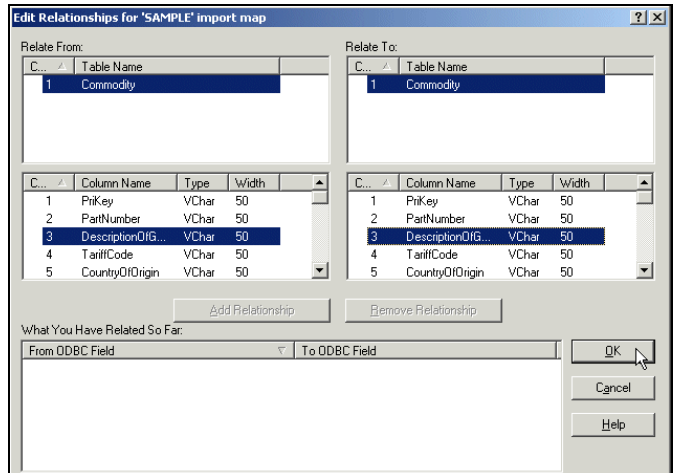 Edit Relationships for 'SAMPLE' import map
Relate From:
C... Table Name
1 Commodity
C... Column Name Type Width
1 PriKey VChar 50
2 PartNumber VChar 50
3 DescriptionOfG... VChar 50
4 TariffCode VChar 50
5 CountryOfOrigin VChar 50
Relate To:
C... Table Name
1 Commodity
C... Column Name Type Width
1 PriKey VChar 50
2 PartNumber VChar 50
3 DescriptionOfG... VChar 50
4 TariffCode VChar 50
5 CountryOfOrigin VChar 50
Add Relationship
Remove Relationship
What You Have Related So Far:
From ODBC Field To ODBC Field
OK
Cancel
Help